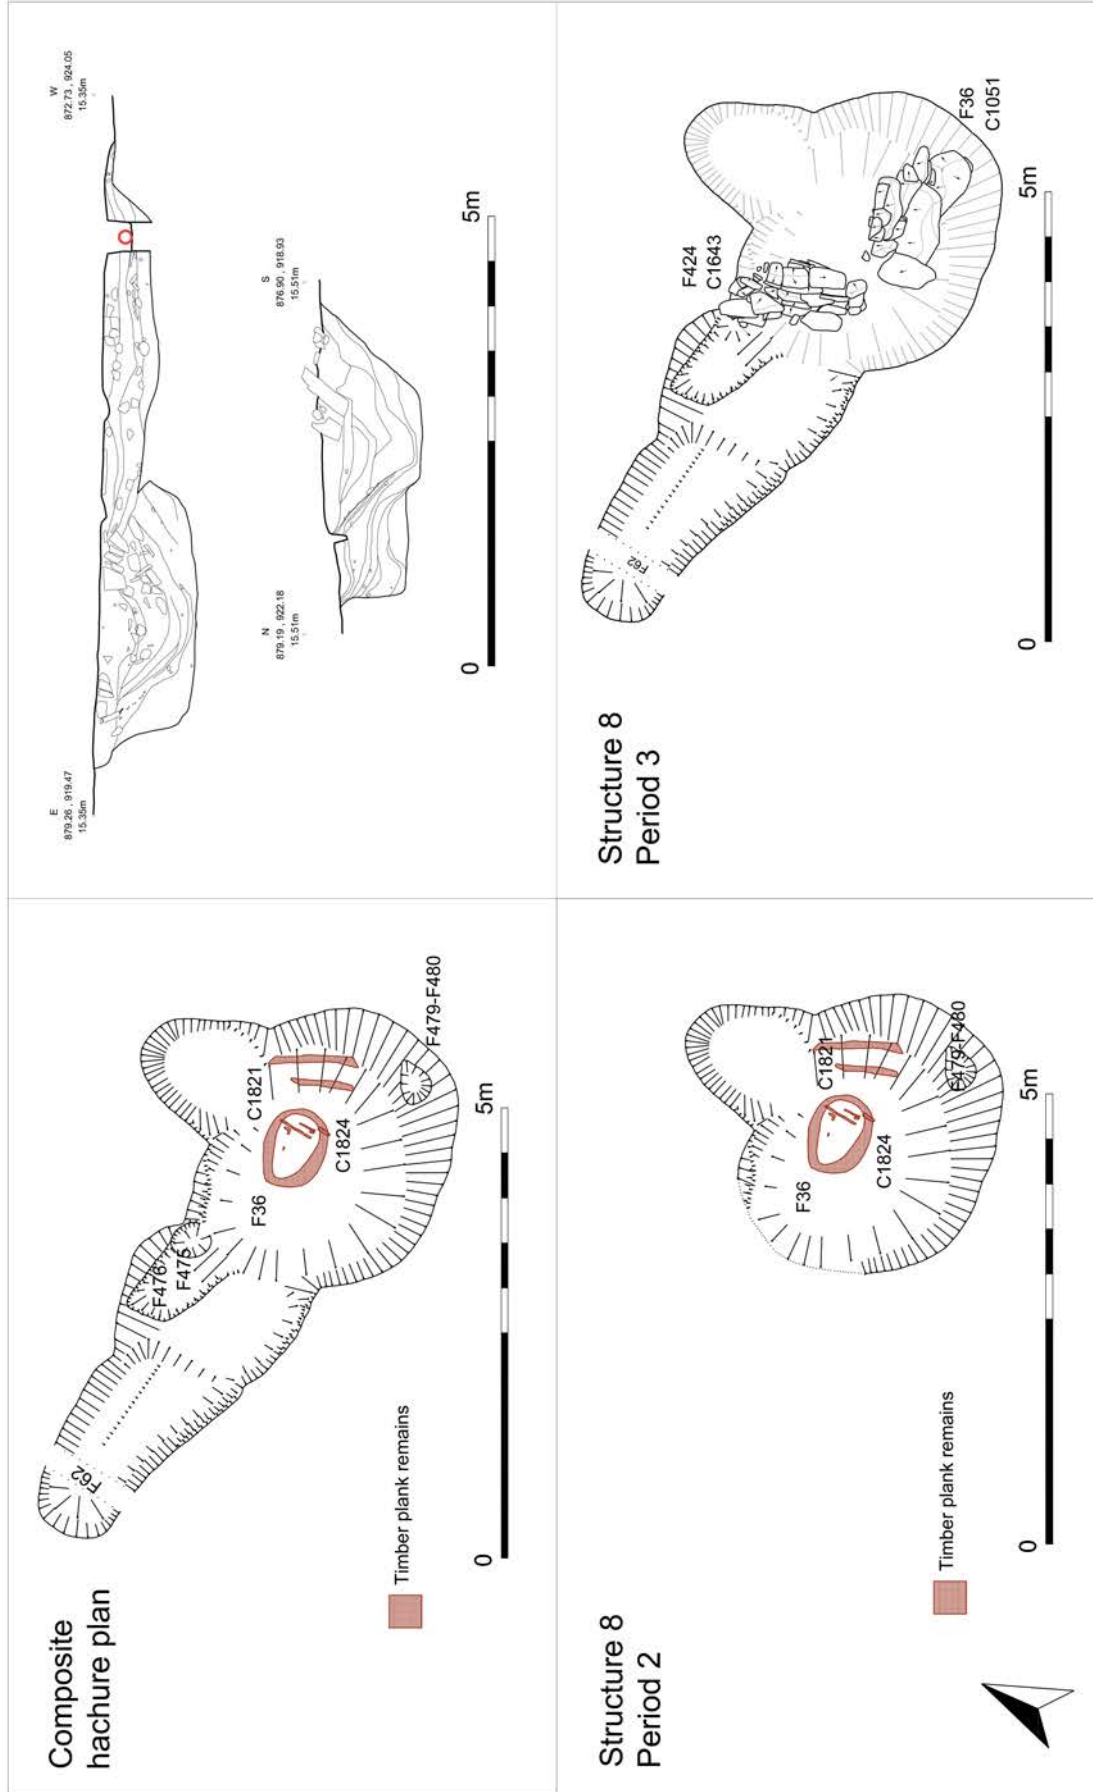 Composite
hachure plan
F62
F476
F475
F36
C1821
C1824
F479-F480
Timber plank remains
0
5m
E
879.26 , 919.47
15.35m
W
872.73 , 924.05
15.35m
N
879.19 , 922.18
15.51m
S
876.90 , 918.93
15.51m
0
5m
Structure 8
Period 2
F36
C1821
C1824
F479-F480
Timber plank remains
0
5m
Structure 8
Period 3
F62
F424
C1643
F36
C1051
0
5m